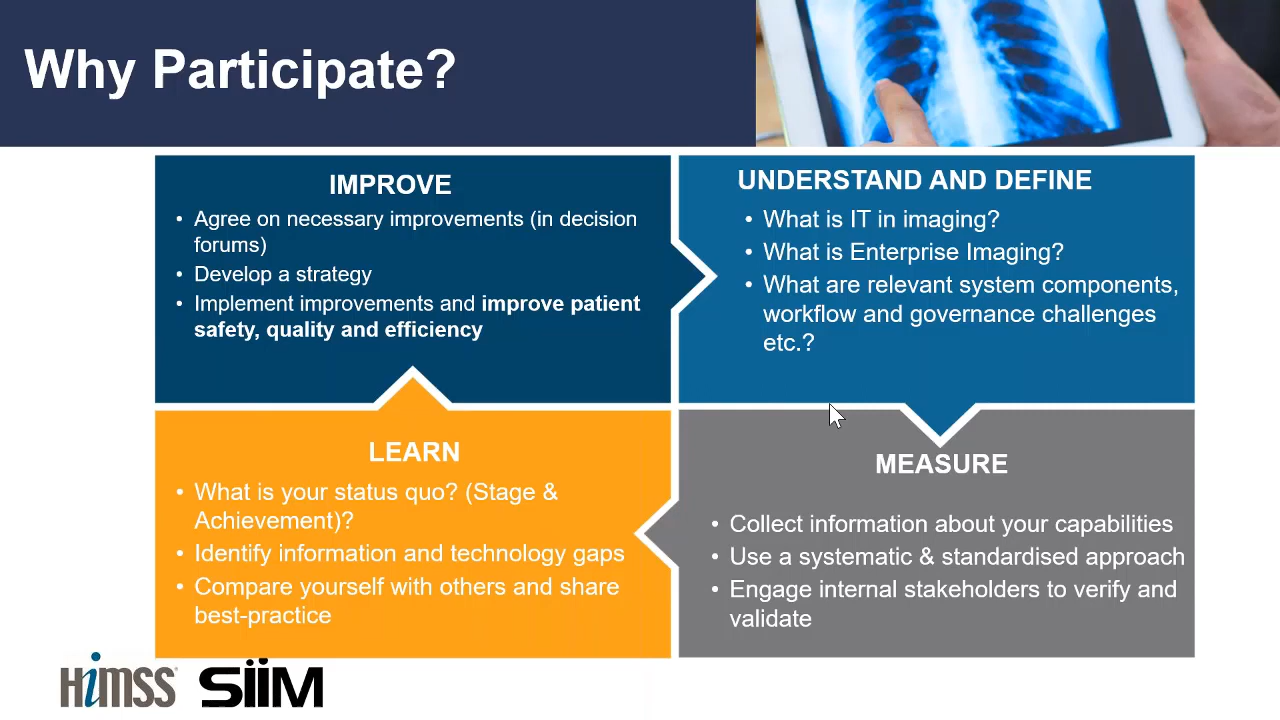 Why Participate?
IMPROVE
• Agree on necessary improvements (in decision
forums)
• Develop a strategy
• Implement improvements and improve patient
safety, quality and efficiency
UNDERSTAND AND DEFINE
• What is IT in imaging?
• What is Enterprise Imaging?
• What are relevant system components,
workflow and governance challenges
etc.?
LEARN
• What is your status quo? (Stage &
Achievement)?
• Identify information and technology gaps
• Compare yourself with others and share
best-practice
MEASURE
• Collect information about your capabilities
• Use a systematic & standardised approach
• Engage internal stakeholders to verify and
validate
HiMSS SiiM